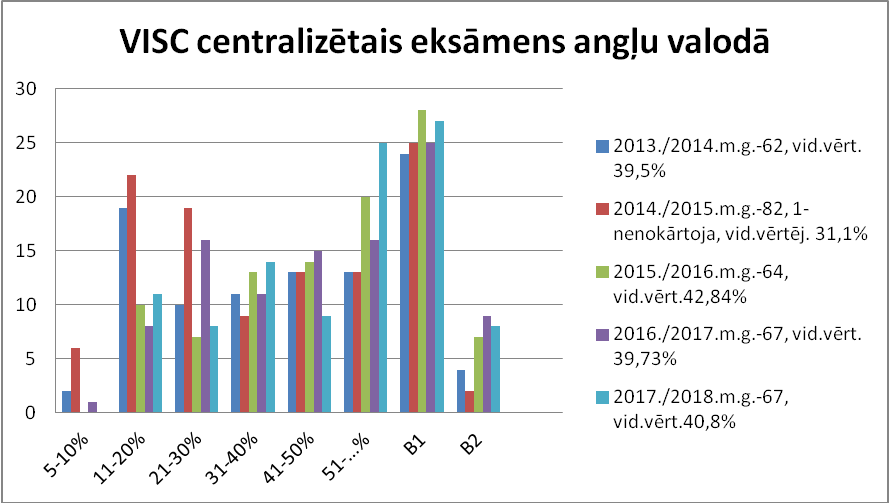 VISC centralizētais eksāmens angļu valodā
30
25
20
15
10
5
0
5-10%
11-20%
21-30%
31-40%
41-50%
51-...%
B1
B2
2013./2014.m.g.-62, vid.vērt.
39,5%
2014./2015.m.g.-82, 1-
nenokārtoja, vid.vērtēj. 31,1%
2015./2016.m.g.-64,
vid.vērt.42,84%
2016./2017.m.g.-67, vid.vērt.
39,73%
2017./2018.m.g.-67,
vid.vērt.40,8%